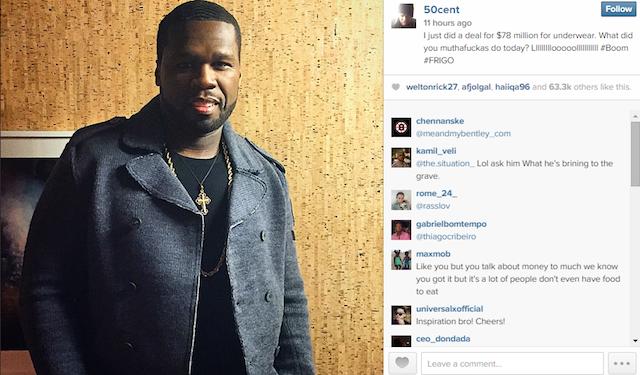 50cent
Follow
11 hours ago
I just did a deal for $78 million for underwear. What did
you muthafuckas do today? Lllllllllooooolllllllllll #Boom
#FRIGO
weltonrick27, afjolgal, haiiqa96 and 63.3k others like this.
chennanske
@meandmybentley_com
kamil_veli
@the.situation_ Lol ask him What he's brining to the
grave.
rome_24_
@rasslov
gabrielbomtempo
@thiagocribeiro
maxmob
Like you but you talk about money to much we know
you got it but it's a lot of people don't even have food
to eat
universalxofficial
Inspiration bro! Cheers!
ceo_dondada
Leave a comment...